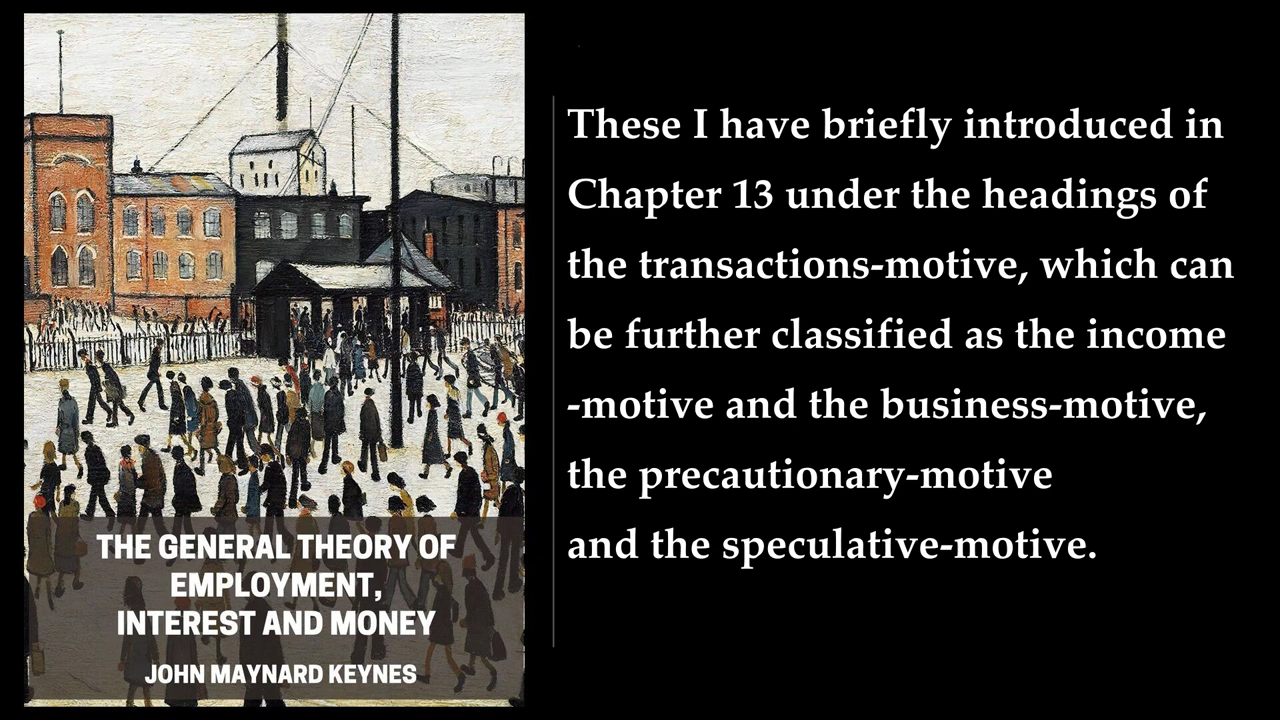 These I have briefly introduced in
Chapter 13 under the headings of
the transactions-motive, which can
be further classified as the income
-motive and the business-motive,
the precautionary-motive
and the speculative-motive.
THE GENERAL THEORY OF
EMPLOYMENT,
INTEREST AND MONEY
JOHN MAYNARD KEYNES